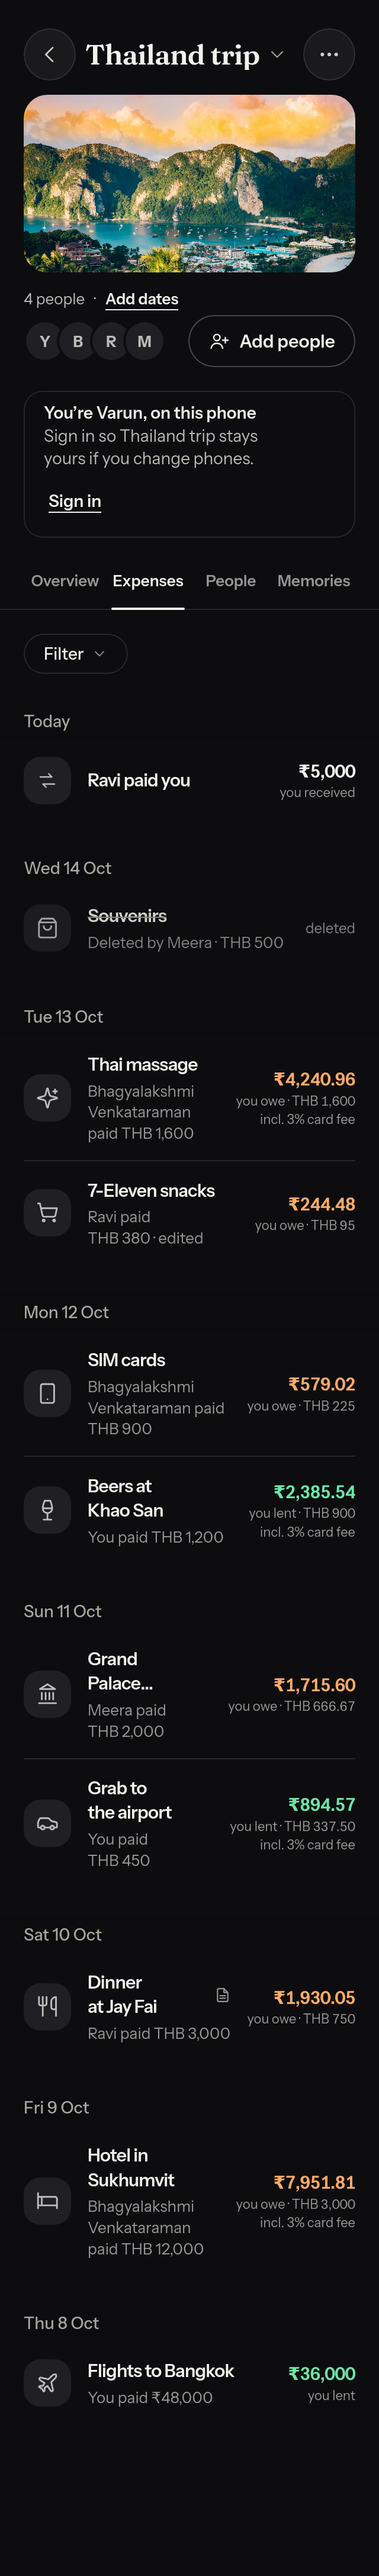 Thailand trip
4 people · Add dates
Y B R M
Add people
You’re Varun, on this phone
Sign in so Thailand trip stays
yours if you change phones.
Sign in
Overview Expenses People Memories
Filter
Today
Ravi paid you
₹5,000
you received
Wed 14 Oct
Souvenirs
Deleted by Meera · THB 500
deleted
Tue 13 Oct
Thai massage
Bhagyalakshmi
Venkataraman
paid THB 1,600
₹4,240.96
you owe · THB 1,600
incl. 3% card fee
7-Eleven snacks
Ravi paid
THB 380 · edited
₹244.48
you owe · THB 95
Mon 12 Oct
SIM cards
Bhagyalakshmi
Venkataraman paid
THB 900
₹579.02
you owe · THB 225
Beers at
Khao San
You paid THB 1,200
₹2,385.54
you lent · THB 900
incl. 3% card fee
Sun 11 Oct
Grand
Palace...
Meera paid
THB 2,000
₹1,715.60
you owe · THB 666.67
Grab to
the airport
You paid
THB 450
₹894.57
you lent · THB 337.50
incl. 3% card fee
Sat 10 Oct
Dinner
at Jay Fai
Ravi paid THB 3,000
₹1,930.05
you owe · THB 750
Fri 9 Oct
Hotel in
Sukhumvit
Bhagyalakshmi
Venkataraman
paid THB 12,000
₹7,951.81
you owe · THB 3,000
incl. 3% card fee
Thu 8 Oct
Flights to Bangkok
You paid ₹48,000
₹36,000
you lent